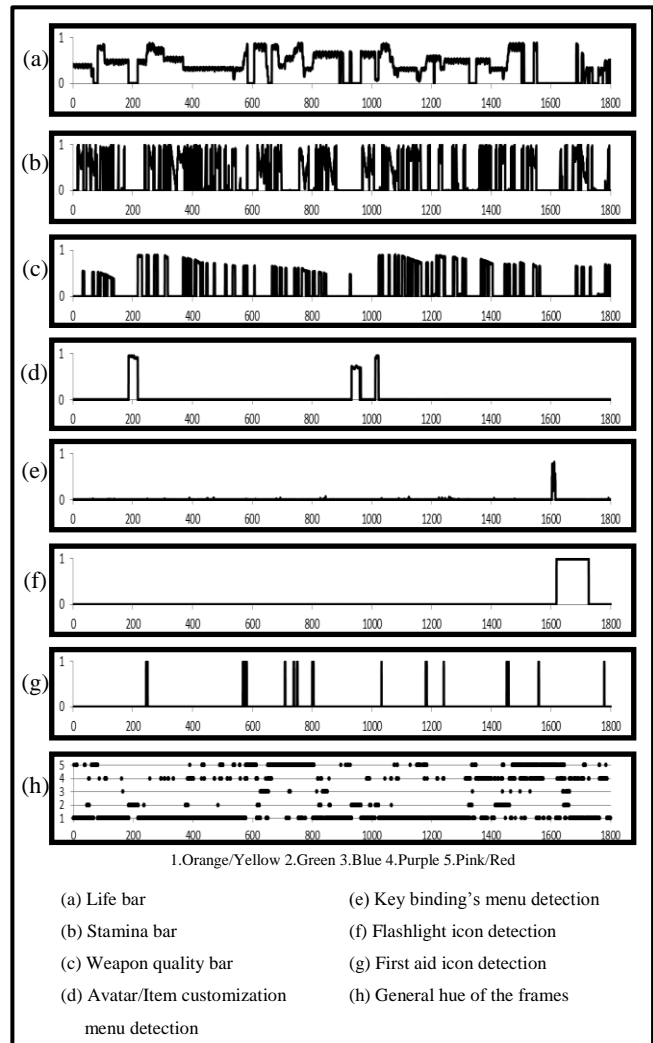 (a)
1
0
0 200 400 600 800 1000 1200 1400 1600 1800
(b)
1
0
0 200 400 600 800 1000 1200 1400 1600 1800
(c)
1
0
0 200 400 600 800 1000 1200 1400 1600 1800
(d)
1
0
0 200 400 600 800 1000 1200 1400 1600 1800
(e)
1
0
0 200 400 600 800 1000 1200 1400 1600 1800
(f)
1
0
0 200 400 600 800 1000 1200 1400 1600 1800
(g)
1
0
0 200 400 600 800 1000 1200 1400 1600 1800
(h)
5
4
3
2
1
0 200 400 600 800 1000 1200 1400 1600 1800
1.Orange/Yellow 2.Green 3.Blue 4.Purple 5.Pink/Red
(a) Life bar
(b) Stamina bar
(c) Weapon quality bar
(d) Avatar/Item customization
menu detection
(e) Key binding’s menu detection
(f) Flashlight icon detection
(g) First aid icon detection
(h) General hue of the frames